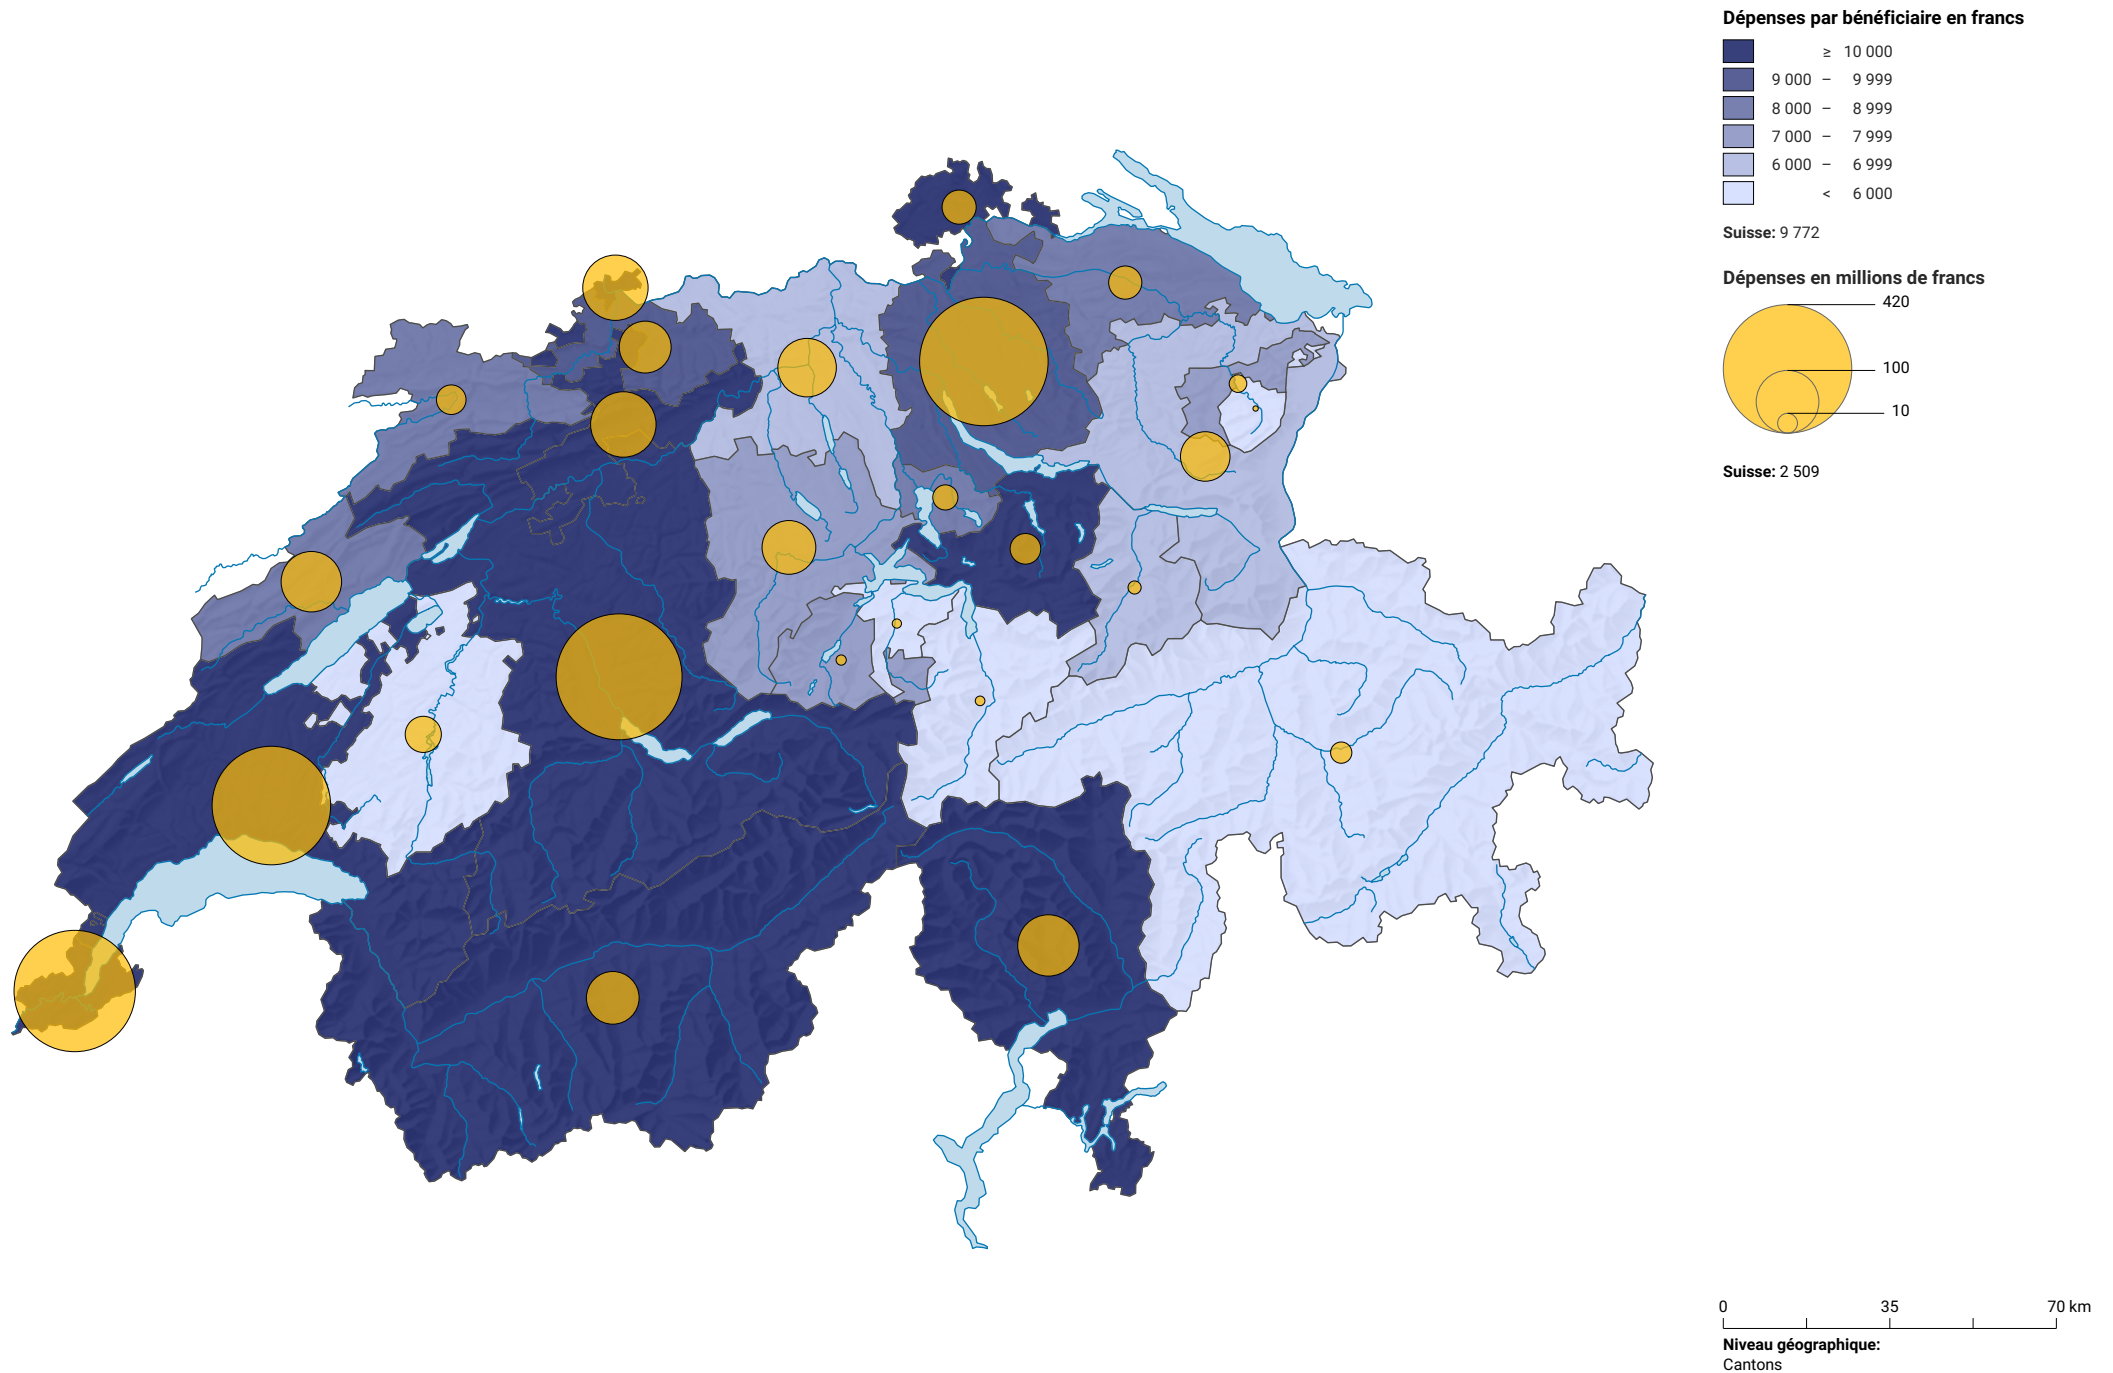 Dépenses par bénéficiaire en francs
≥ 10 000
9 000 – 9 999
8 000 – 8 999
7 000 – 7 999
6 000 – 6 999
< 6 000
Suisse: 9 772
Dépenses en millions de francs
420
100
10
Suisse: 2 509
0 35 70 km
Niveau géographique:
Cantons